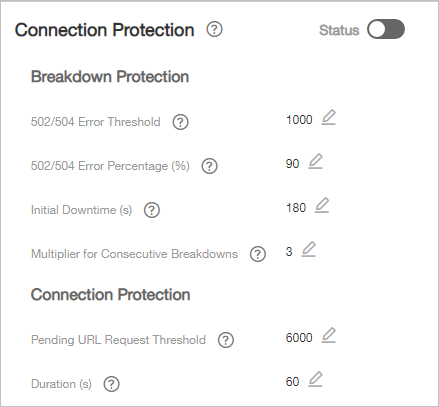 Connection Protection ? Status
Breakdown Protection
502/504 Error Threshold ? 1000
502/504 Error Percentage (%) ? 90
Initial Downtime (s) ? 180
Multiplier for Consecutive Breakdowns ? 3
Connection Protection
Pending URL Request Threshold ? 6000
Duration (s) ? 60